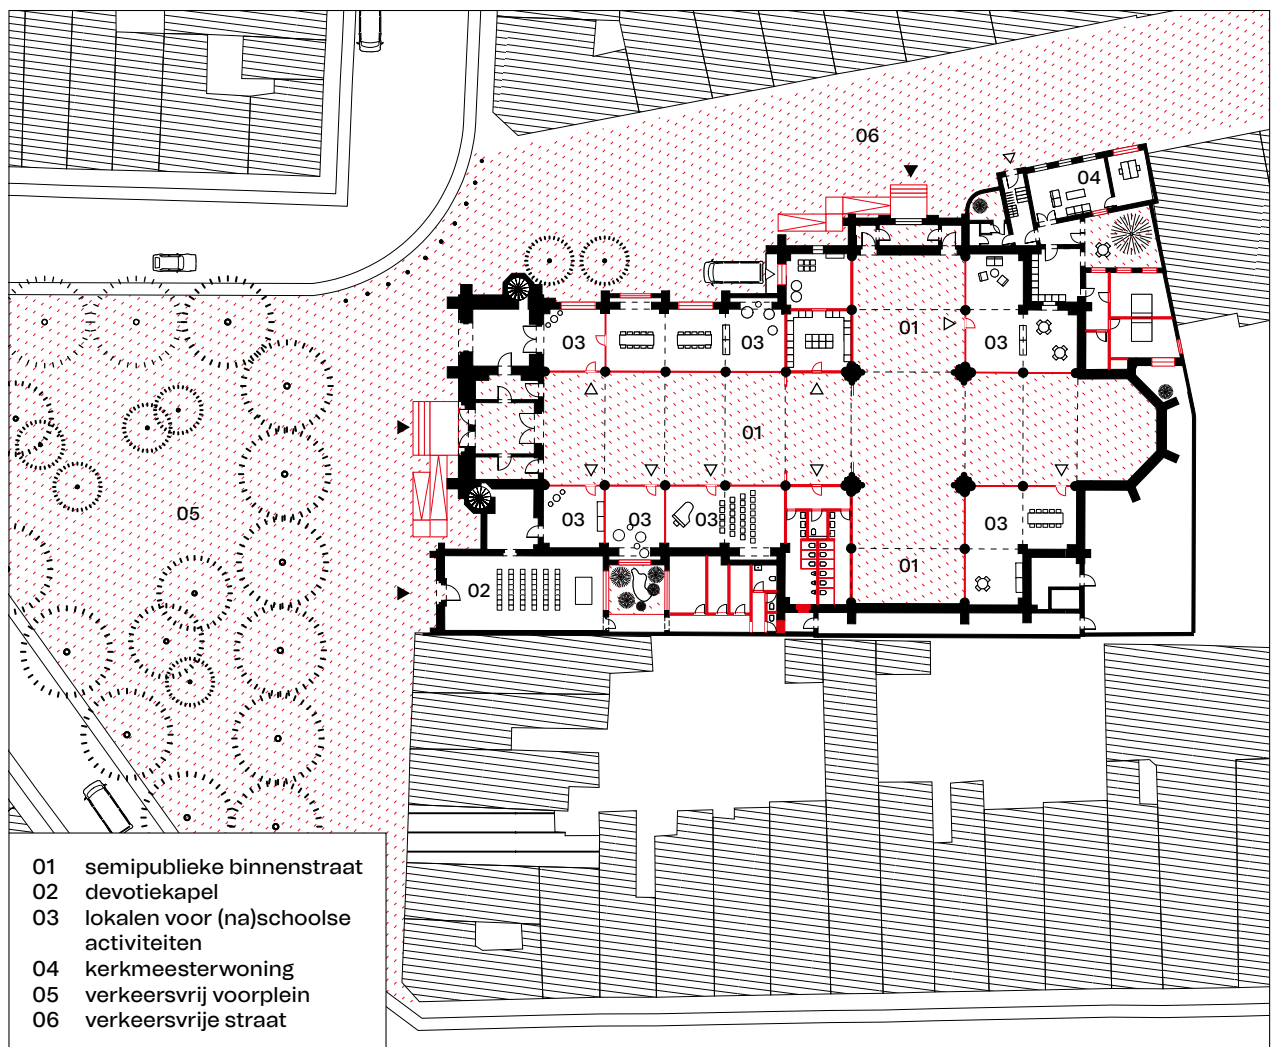 06
04
01
03
03
03
01
05
03
03
03
03
02
01
01 semipublieke binnenstraat
02 devotiekapel
03 lokalen voor (na)schoolse
activiteiten
04 kerkmeesterwoning
05 verkeersvrij voorplein
06 verkeersvrije straat